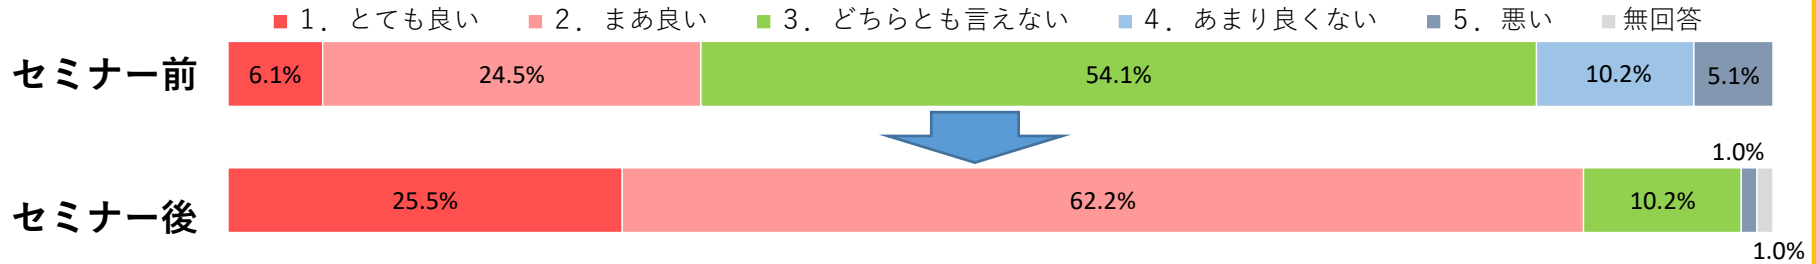 1．とても良い 2．まあ良い 3．どちらとも言えない 4．あまり良くない 5．悪い 無回答
セミナー前 6.1% 24.5% 54.1% 10.2% 5.1%
1.0%
セミナー後 25.5% 62.2% 10.2%
1.0%